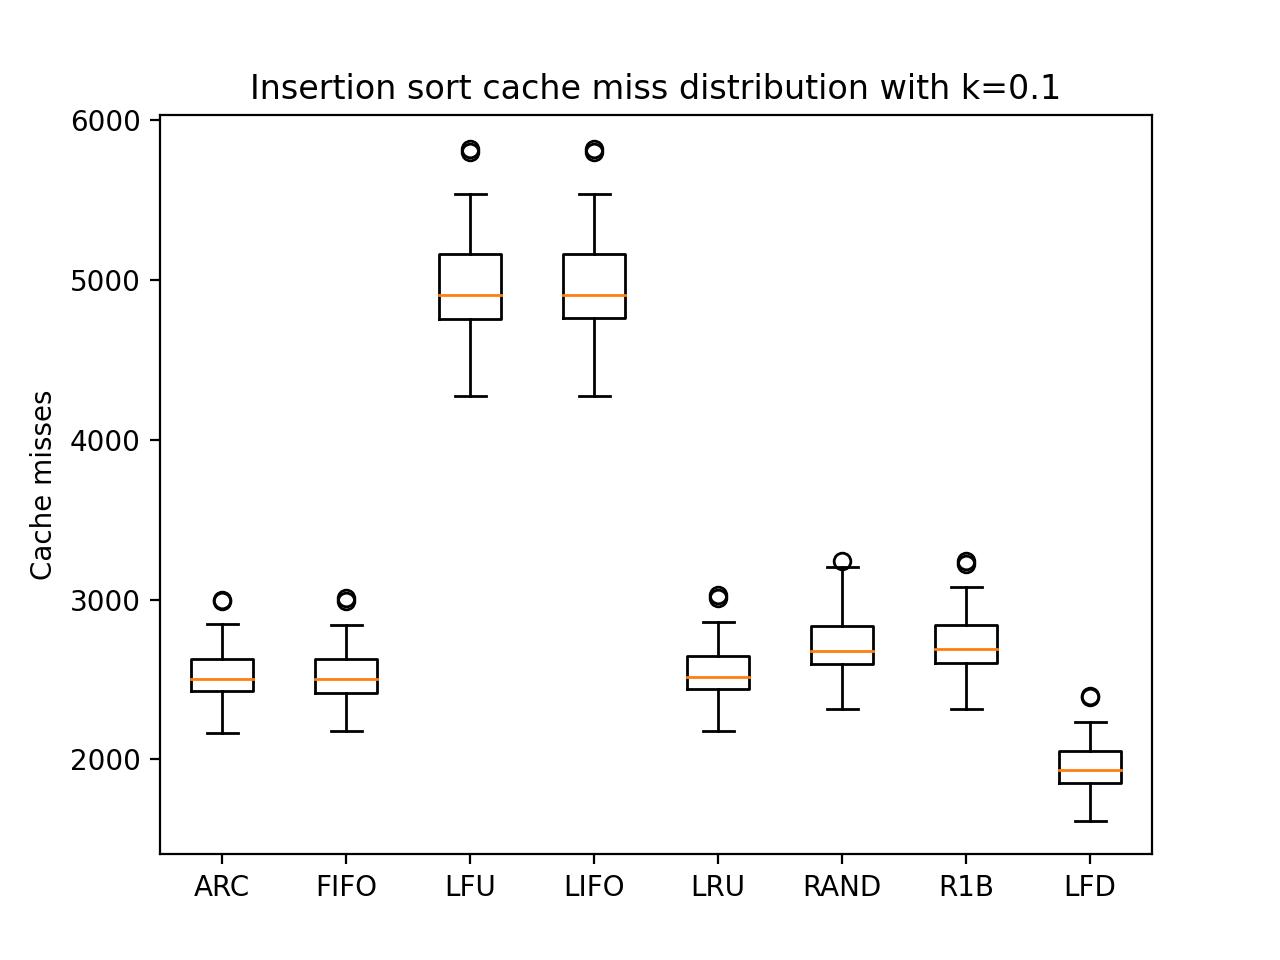 Insertion sort cache miss distribution with k=0.1
6000
5000
4000
3000
2000
Cache misses
ARC FIFO LFU LIFO LRU RAND R1B LFD